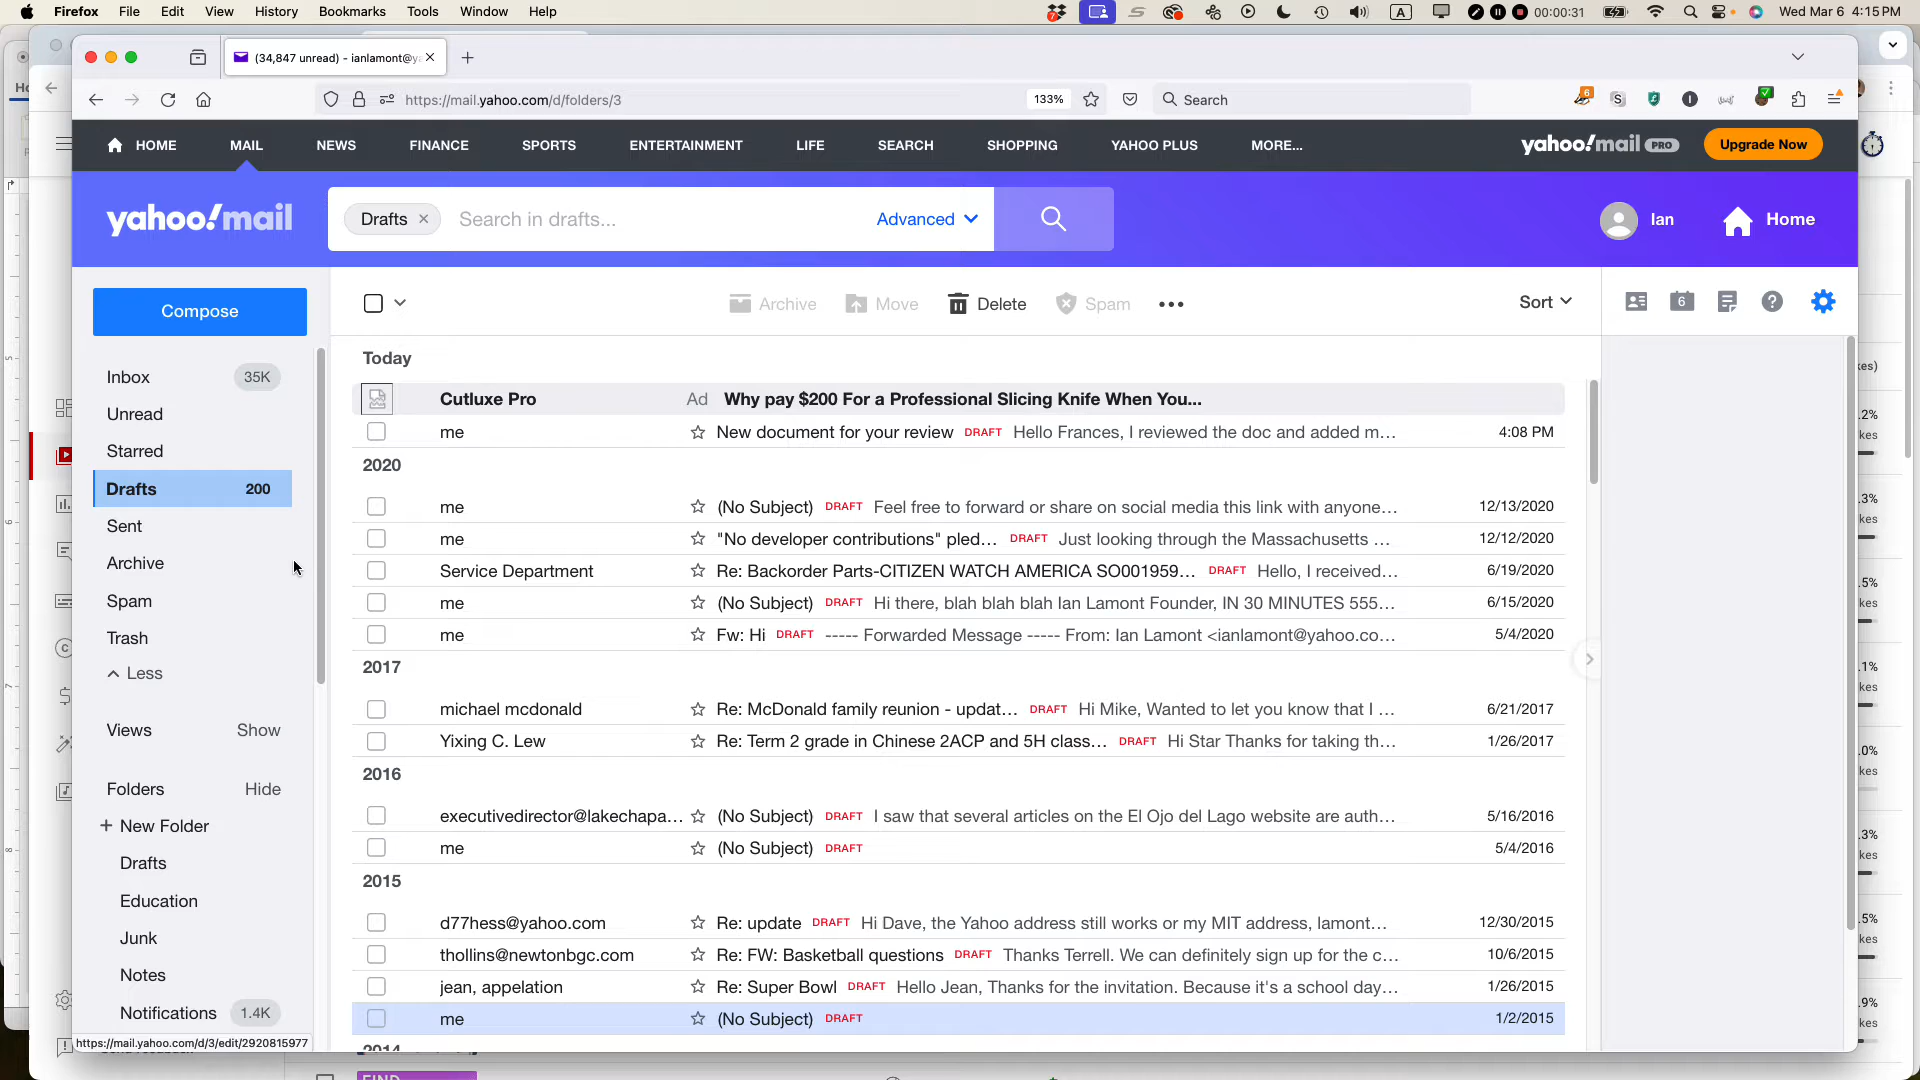 Firefox File Edit View History Bookmarks Tools Window Help A 00:00:31 Wed Mar 6 4:15 PM
(34,847 unread) - ianlamont@y
https://mail.yahoo.com/d/folders/3 133% Search 6
HOME MAIL NEWS FINANCE SPORTS ENTERTAINMENT LIFE SEARCH SHOPPING YAHOO PLUS MORE... yahoo!mail PRO Upgrade Now
yahoo!mail Drafts Search in drafts... Advanced Ian Home
Compose Archive Move Delete Spam Sort 6
Inbox 35K
Unread
Starred
Drafts 200
Sent
Archive
Spam
Trash
Less
Views Show
Folders Hide
+ New Folder
Drafts
Education
Junk
Notes
Notifications 1.4K
https://mail.yahoo.com/d/3/edit/2920815977
Today
Cutluxe Pro Ad Why pay $200 For a Professional Slicing Knife When You...
me New document for your review DRAFT Hello Frances, I reviewed the doc and added m... 4:08 PM
2020
me (No Subject) DRAFT Feel free to forward or share on social media this link with anyone... 12/13/2020
me "No developer contributions" pled... DRAFT Just looking through the Massachusetts ... 12/12/2020
Service Department Re: Backorder Parts-CITIZEN WATCH AMERICA SO001959... DRAFT Hello, I received... 6/19/2020
me (No Subject) DRAFT Hi there, blah blah blah Ian Lamont Founder, IN 30 MINUTES 555... 6/15/2020
me Fw: Hi DRAFT ----- Forwarded Message ----- From: Ian Lamont <ianlamont@yahoo.co... 5/4/2020
2017
michael mcdonald Re: McDonald family reunion - updat... DRAFT Hi Mike, Wanted to let you know that I ... 6/21/2017
Yixing C. Lew Re: Term 2 grade in Chinese 2ACP and 5H class... DRAFT Hi Star Thanks for taking th... 1/26/2017
2016
executivedirector@lakechapa... (No Subject) DRAFT I saw that several articles on the El Ojo del Lago website are auth... 5/16/2016
me (No Subject) DRAFT 5/4/2016
2015
d77hess@yahoo.com Re: update DRAFT Hi Dave, the Yahoo address still works or my MIT address, lamont... 12/30/2015
thollins@newtonbgc.com Re: FW: Basketball questions DRAFT Thanks Terrell. We can definitely sign up for the c... 10/6/2015
jean, appelation Re: Super Bowl DRAFT Hello Jean, Thanks for the invitation. Because it's a school day... 1/26/2015
me (No Subject) DRAFT 1/2/2015
2014